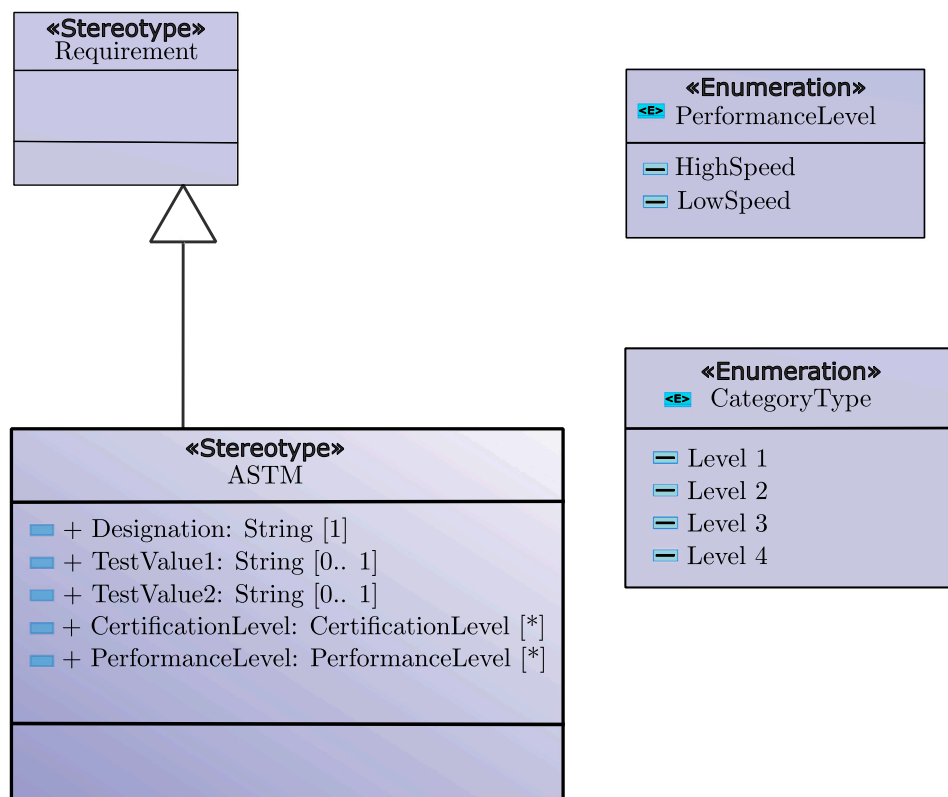 «Stereotype»
Requirement
«Enumeration»
<E> PerformanceLevel
HighSpeed
LowSpeed
«Enumeration»
<E> CategoryType
Level 1
Level 2
Level 3
Level 4
«Stereotype»
ASTM
+ Designation: String [1]
+ TestValue1: String [0.. 1]
+ TestValue2: String [0.. 1]
+ CertificationLevel: CertificationLevel [*]
+ PerformanceLevel: PerformanceLevel [*]